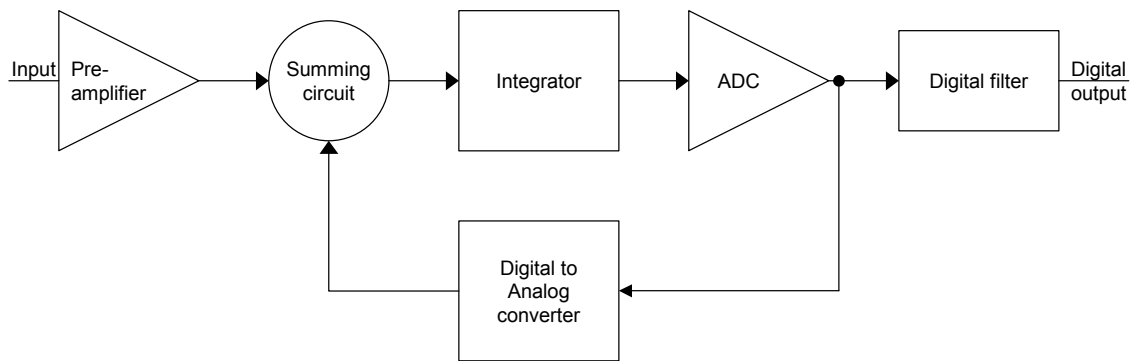 Input
Pre-
amplifier
Summing
circuit
Integrator
ADC
Digital filter
Digital
output
Digital to
Analog
converter